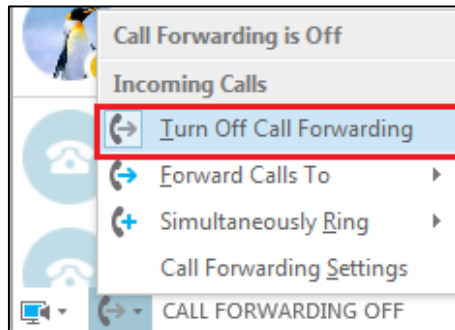 Call Forwarding is Off
Incoming Calls
Turn Off Call Forwarding
Forward Calls To
Simultaneously Ring
Call Forwarding Settings
CALL FORWARDING OFF